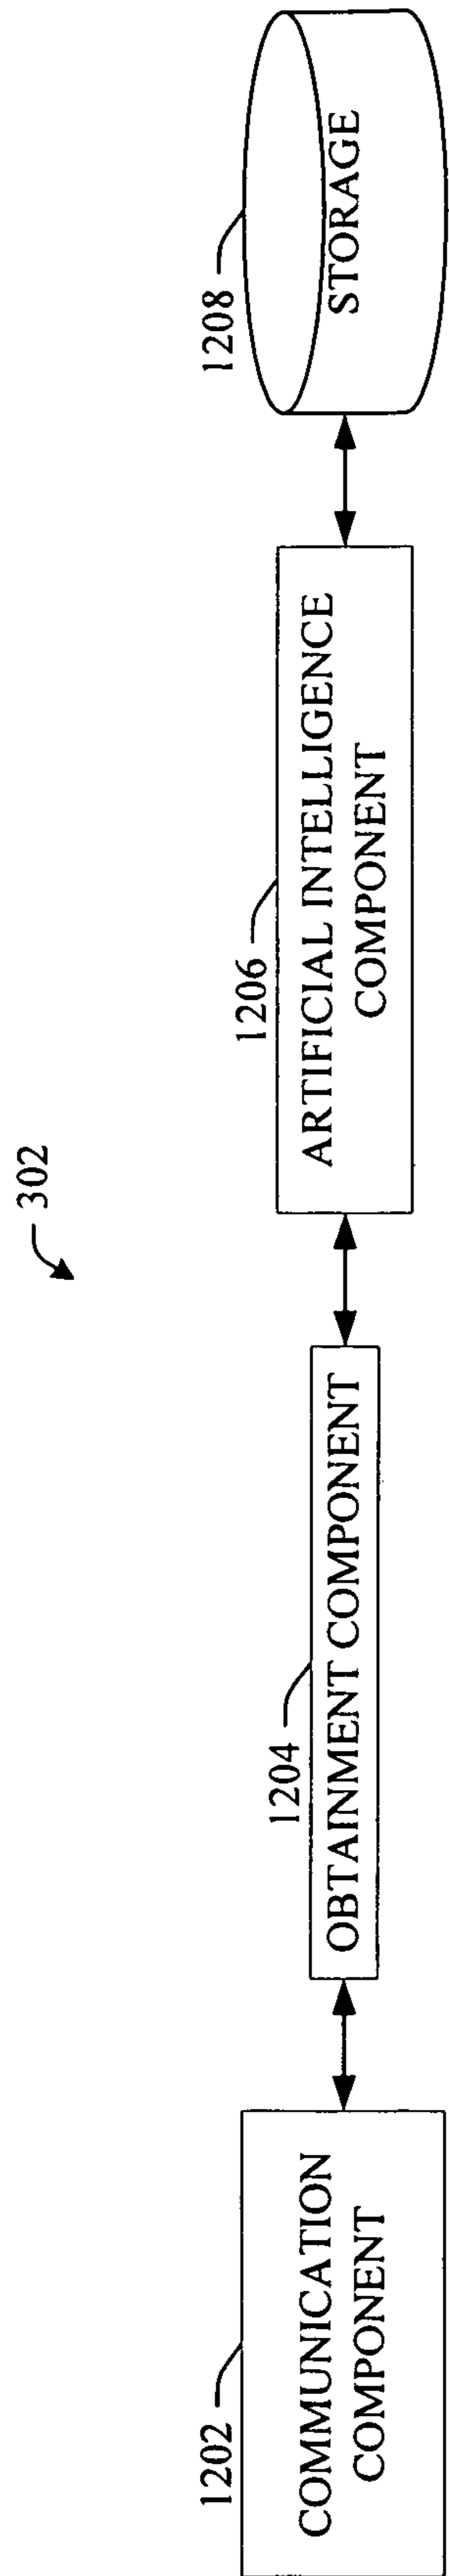 302
1202
COMMUNICATION
COMPONENT
1204
OBTAINMENT COMPONENT
1206
ARTIFICIAL INTELLIGENCE
COMPONENT
1208
STORAGE